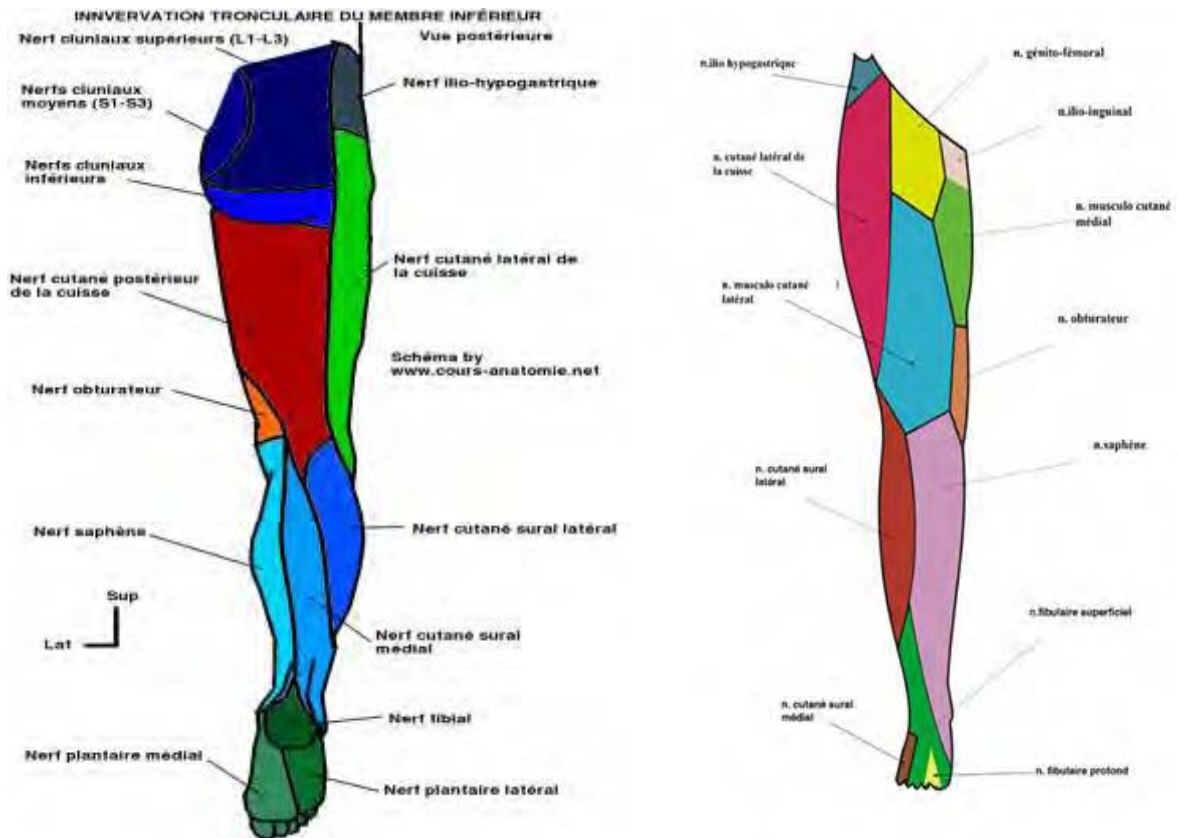 INNVERVATION TRONCULAIRE DU MEMBRE INFÉRIEUR
Nerf cluniaux supérieurs (L1-L3)
Vue postérieure
Nerf ilio-hypogastrique
Nerfs cluniaux
moyens (S1-S3)
Nerfs cluniaux
inférieurs
Nerf cutané latéral de
la cuisse
Nerf cutané postérieur
de la cuisse
Schéma by
www.cours-anatomie.net
Nerf obturateur
Nerf saphène
Nerf cutané sural latéral
Sup
Lat
Nerf cutané sural
médial
Nerf tibial
Nerf plantaire médial
Nerf plantaire latéral
n.ilio hypogastrique
n. génito-fémoral
n.ilio-inguinal
n. cutané latéral de
la cuisse
n. musculo cutané
médial
n. musculo cutané
latéral
n. obturateur
n.saphène
n. cutané sural
latéral
n.fibulaire superficiel
n. cutané sural
médial
n. fibulaire profond